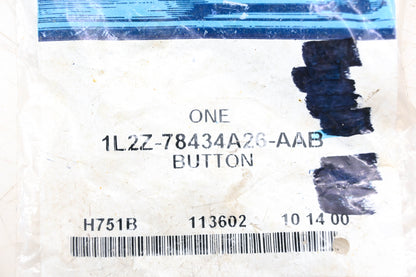 ONE
1L2Z-78434A26-AAB
BUTTON
H751B 113602 10 14 00